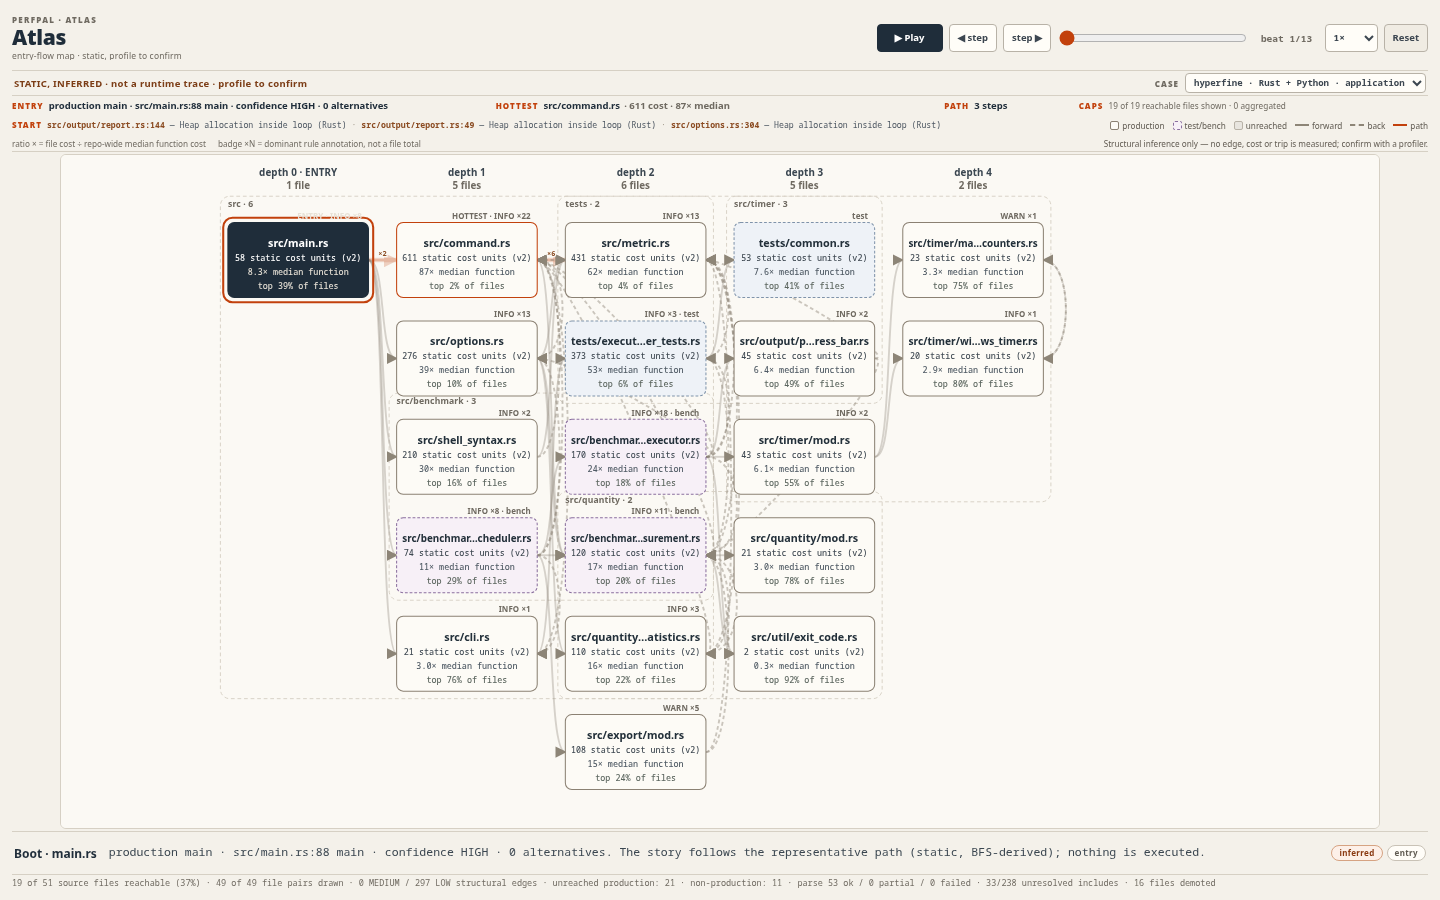 PERFPAL · ATLAS
Atlas
entry-flow map · static, profile to confirm
▶ Play ◀ step step ▶ beat 1/13 1× Reset
STATIC, INFERRED · not a runtime trace · profile to confirm
CASE hyperfine · Rust + Python · application
ENTRY production main · src/main.rs:88 main · confidence HIGH · 0 alternatives
HOTTEST src/command.rs · 611 cost · 87× median
PATH 3 steps
CAPS 19 of 19 reachable files shown · 0 aggregated
START src/output/report.rs:144 — Heap allocation inside loop (Rust) · src/output/report.rs:49 — Heap allocation inside loop (Rust) · src/options.rs:304 — Heap allocation inside loop (Rust)
production test/bench unreached forward back path
ratio × = file cost ÷ repo-wide median function cost badge ×N = dominant rule annotation, not a file total
Structural inference only — no edge, cost or trip is measured; confirm with a profiler.
depth 0 · ENTRY
1 file
depth 1
5 files
depth 2
6 files
depth 3
5 files
depth 4
2 files
src · 6
tests · 2
src/timer · 3
src/benchmark · 3
src/quantity · 2
src/main.rs
58 static cost units (v2)
8.3× median function
top 39% of files
×2
HOTTEST · INFO ×22
src/command.rs
611 static cost units (v2)
87× median function
top 2% of files
×6
INFO ×13
src/options.rs
276 static cost units (v2)
39× median function
top 10% of files
INFO ×2
src/shell_syntax.rs
210 static cost units (v2)
30× median function
top 16% of files
INFO ×8 · bench
src/benchmar...cheduler.rs
74 static cost units (v2)
11× median function
top 29% of files
INFO ×1
src/cli.rs
21 static cost units (v2)
3.0× median function
top 76% of files
INFO ×13
src/metric.rs
431 static cost units (v2)
62× median function
top 4% of files
INFO ×3 · test
tests/execut...er_tests.rs
373 static cost units (v2)
53× median function
top 6% of files
INFO ×18 · bench
src/benchmar...executor.rs
170 static cost units (v2)
24× median function
top 18% of files
INFO ×11 · bench
src/benchmar...surement.rs
120 static cost units (v2)
17× median function
top 20% of files
INFO ×3
src/quantity...atistics.rs
110 static cost units (v2)
16× median function
top 22% of files
WARN ×5
src/export/mod.rs
108 static cost units (v2)
15× median function
top 24% of files
test
tests/common.rs
53 static cost units (v2)
7.6× median function
top 41% of files
INFO ×2
src/output/p...ress_bar.rs
45 static cost units (v2)
6.4× median function
top 49% of files
INFO ×2
src/timer/mod.rs
43 static cost units (v2)
6.1× median function
top 55% of files
src/quantity/mod.rs
21 static cost units (v2)
3.0× median function
top 78% of files
src/util/exit_code.rs
2 static cost units (v2)
0.3× median function
top 92% of files
WARN ×1
src/timer/ma...counters.rs
23 static cost units (v2)
3.3× median function
top 75% of files
INFO ×1
src/timer/wi...ws_timer.rs
20 static cost units (v2)
2.9× median function
top 80% of files
Boot · main.rs production main · src/main.rs:88 main · confidence HIGH · 0 alternatives. The story follows the representative path (static, BFS-derived); nothing is executed.
inferred entry
19 of 51 source files reachable (37%) · 49 of 49 file pairs drawn · 0 MEDIUM / 297 LOW structural edges · unreached production: 21 · non-production: 11 · parse 53 ok / 0 partial / 0 failed · 33/238 unresolved includes · 16 files demoted